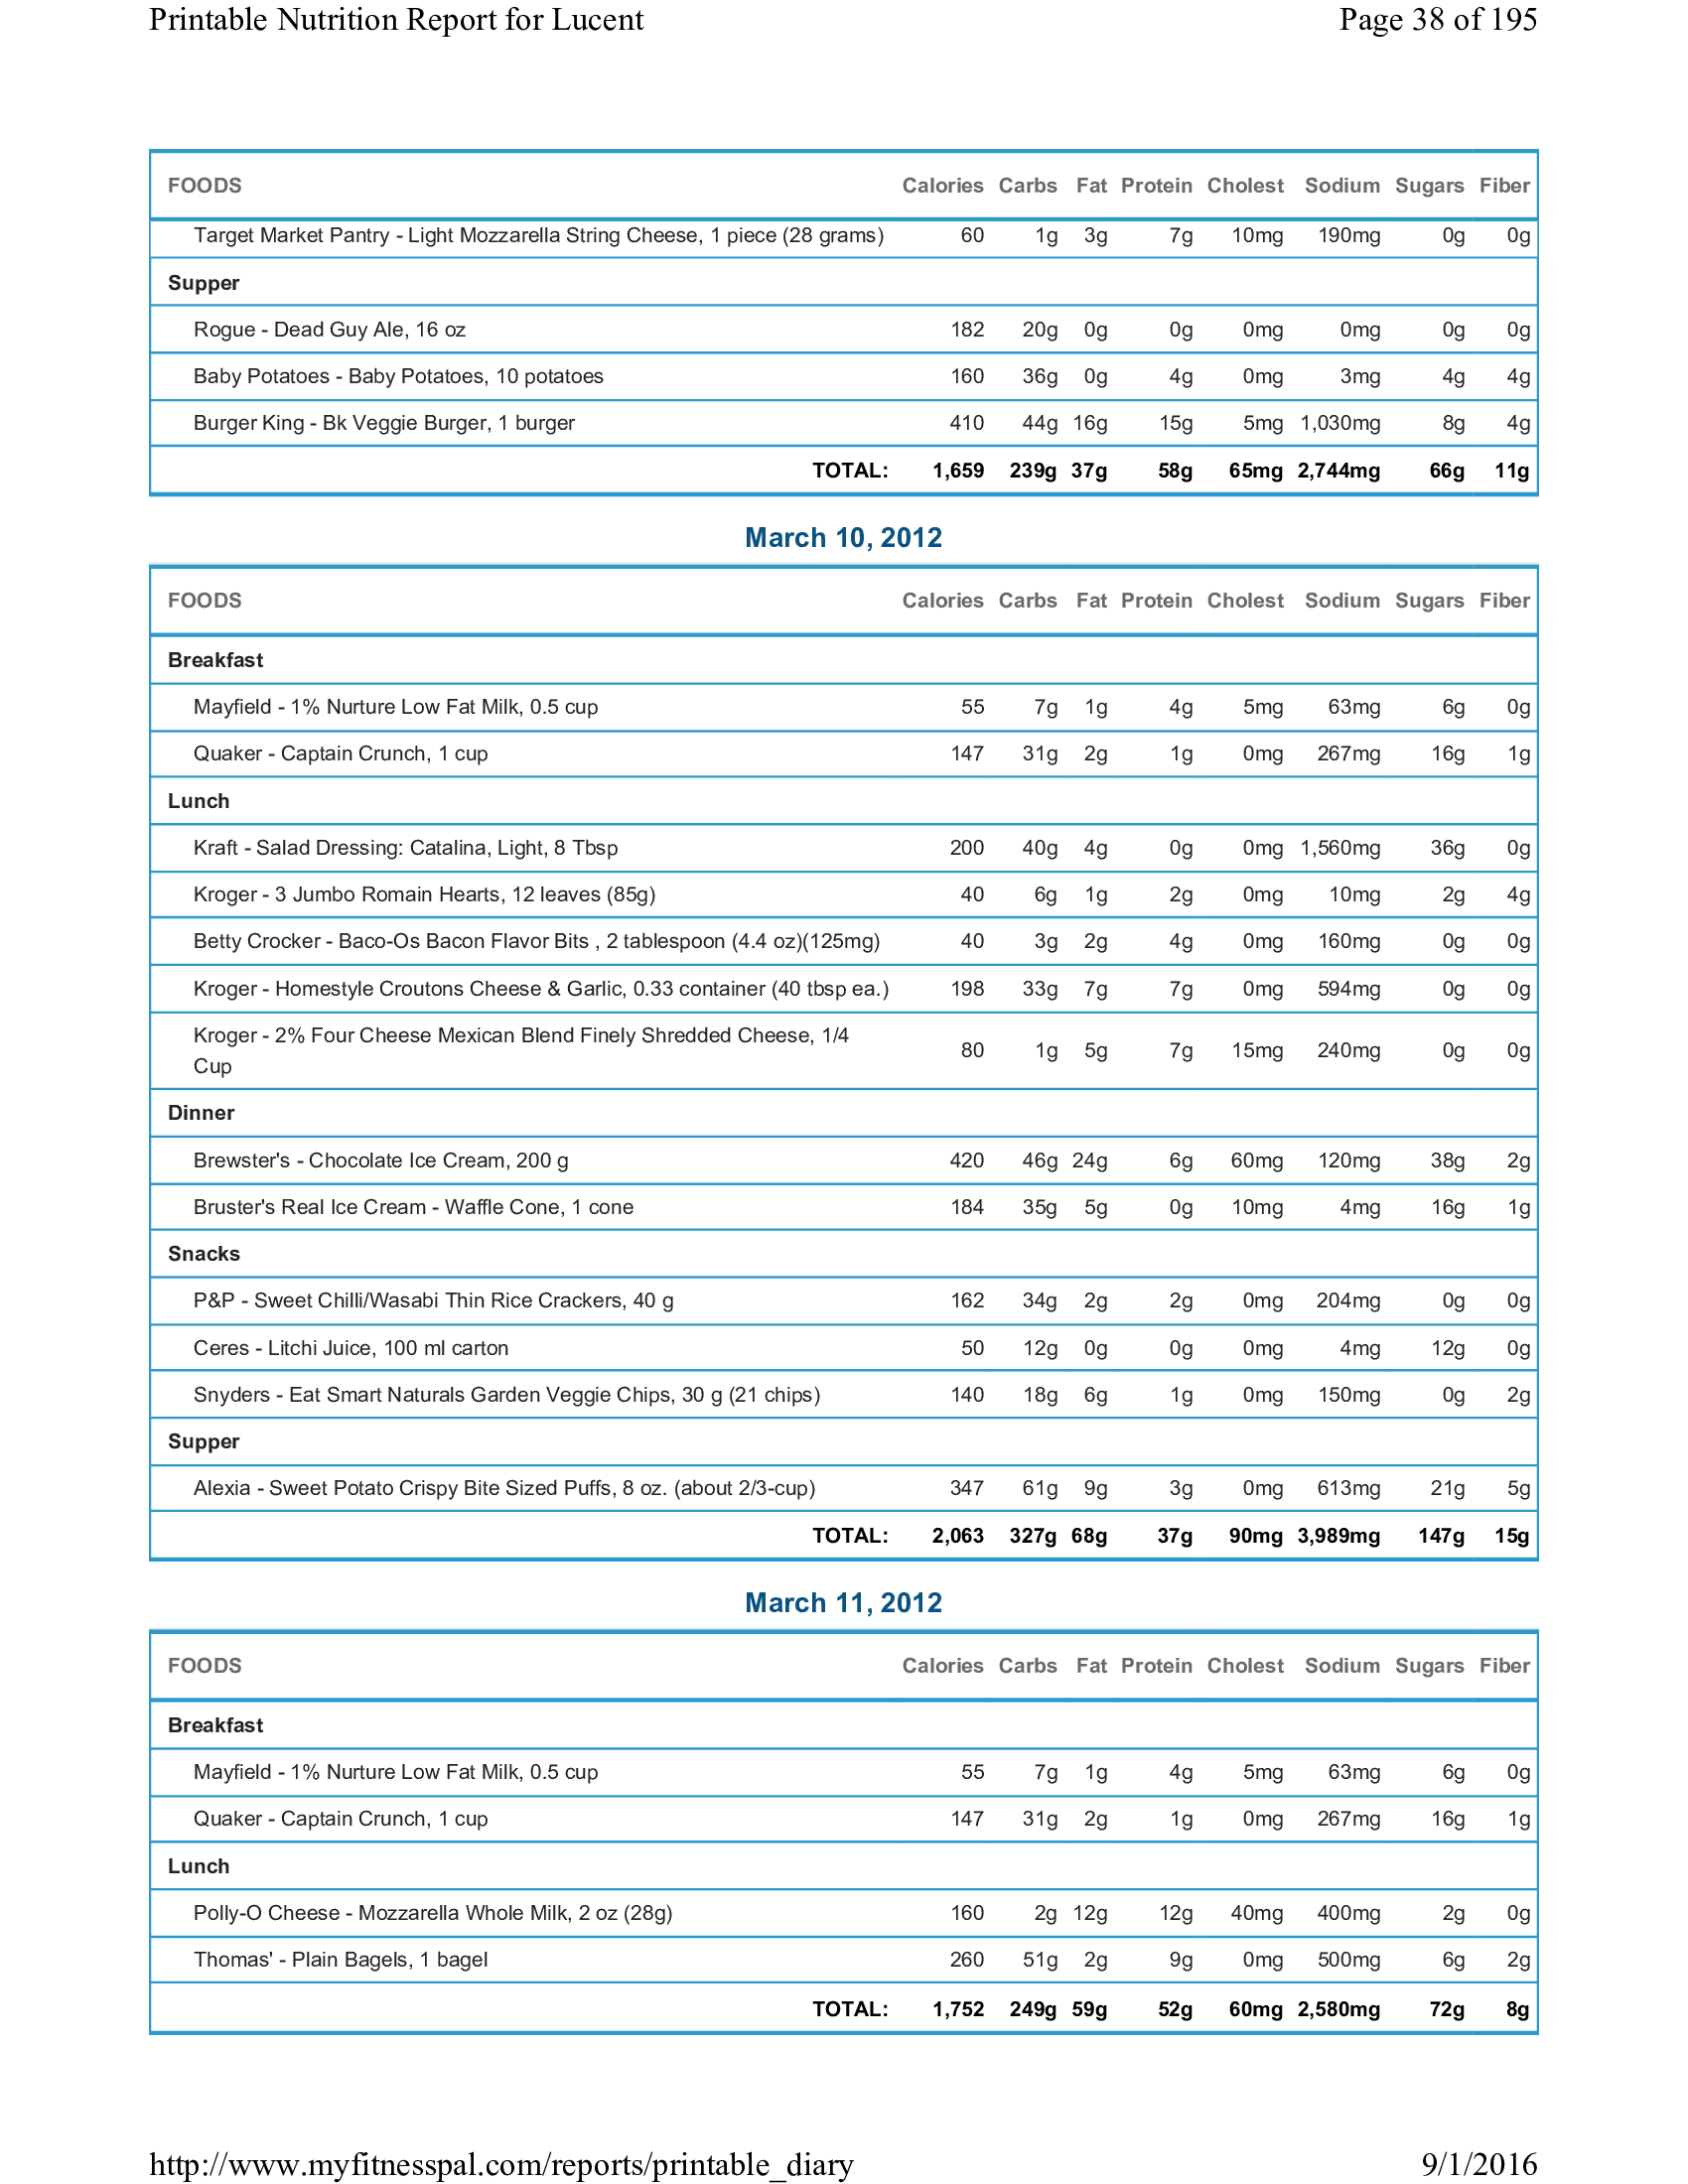 Printable Nutrition Report for Lucent Page 38 of 195
FOODS Calories Carbs Fat Protein Cholest Sodium Sugars Fiber
Target Market Pantry - Light Mozzarella String Cheese, 1 piece (28 grams) 60 1g 3g 7g 10mg 190mg 0g 0g
Supper
Rogue - Dead Guy Ale, 16 oz 182 20g 0g 0g 0mg 0mg 0g 0g
Baby Potatoes - Baby Potatoes, 10 potatoes 160 36g 0g 4g 0mg 3mg 4g 4g
Burger King - Bk Veggie Burger, 1 burger 410 44g 16g 15g 5mg 1,030mg 8g 4g
TOTAL: 1,659 239g 37g 58g 65mg 2,744mg 66g 11g
March 10, 2012
FOODS Calories Carbs Fat Protein Cholest Sodium Sugars Fiber
Breakfast
Mayfield - 1% Nurture Low Fat Milk, 0.5 cup 55 7g 1g 4g 5mg 63mg 6g 0g
Quaker - Captain Crunch, 1 cup 147 31g 2g 1g 0mg 267mg 16g 1g
Lunch
Kraft - Salad Dressing: Catalina, Light, 8 Tbsp 200 40g 4g 0g 0mg 1,560mg 36g 0g
Kroger - 3 Jumbo Romain Hearts, 12 leaves (85g) 40 6g 1g 2g 0mg 10mg 2g 4g
Betty Crocker - Baco-Os Bacon Flavor Bits , 2 tablespoon (4.4 oz)(125mg) 40 3g 2g 4g 0mg 160mg 0g 0g
Kroger - Homestyle Croutons Cheese & Garlic, 0.33 container (40 tbsp ea.) 198 33g 7g 7g 0mg 594mg 0g 0g
Kroger - 2% Four Cheese Mexican Blend Finely Shredded Cheese, 1/4
Cup 80 1g 5g 7g 15mg 240mg 0g 0g
Dinner
Brewster's - Chocolate Ice Cream, 200 g 420 46g 24g 6g 60mg 120mg 38g 2g
Bruster's Real Ice Cream - Waffle Cone, 1 cone 184 35g 5g 0g 10mg 4mg 16g 1g
Snacks
P&P - Sweet Chilli/Wasabi Thin Rice Crackers, 40 g 162 34g 2g 2g 0mg 204mg 0g 0g
Ceres - Litchi Juice, 100 ml carton 50 12g 0g 0g 0mg 4mg 12g 0g
Snyders - Eat Smart Naturals Garden Veggie Chips, 30 g (21 chips) 140 18g 6g 1g 0mg 150mg 0g 2g
Supper
Alexia - Sweet Potato Crispy Bite Sized Puffs, 8 oz. (about 2/3-cup) 347 61g 9g 3g 0mg 613mg 21g 5g
TOTAL: 2,063 327g 68g 37g 90mg 3,989mg 147g 15g
March 11, 2012
FOODS Calories Carbs Fat Protein Cholest Sodium Sugars Fiber
Breakfast
Mayfield - 1% Nurture Low Fat Milk, 0.5 cup 55 7g 1g 4g 5mg 63mg 6g 0g
Quaker - Captain Crunch, 1 cup 147 31g 2g 1g 0mg 267mg 16g 1g
Lunch
Polly-O Cheese - Mozzarella Whole Milk, 2 oz (28g) 160 2g 12g 12g 40mg 400mg 2g 0g
Thomas' - Plain Bagels, 1 bagel 260 51g 2g 9g 0mg 500mg 6g 2g
TOTAL: 1,752 249g 59g 52g 60mg 2,580mg 72g 8g
http://www.myfitnesspal.com/reports/printable_diary 9/1/2016